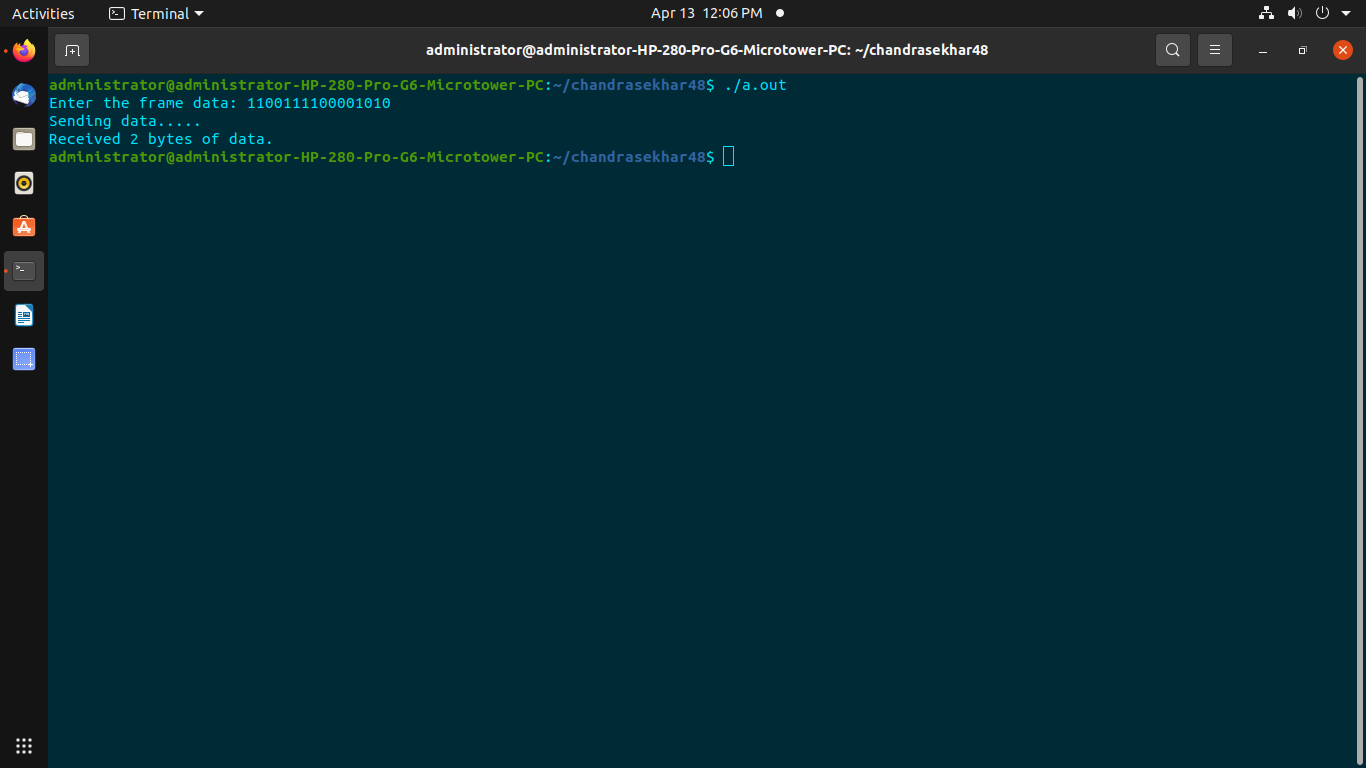 Activities
Terminal
Apr 13 12:06 PM
administrator@administrator-HP-280-Pro-G6-Microtower-PC: ~/chandrasekhar48
administrator@administrator-HP-280-Pro-G6-Microtower-PC:~/chandrasekhar48$ ./a.out
Enter the frame data: 1100111100001010
Sending data.....
Received 2 bytes of data.
administrator@administrator-HP-280-Pro-G6-Microtower-PC:~/chandrasekhar48$